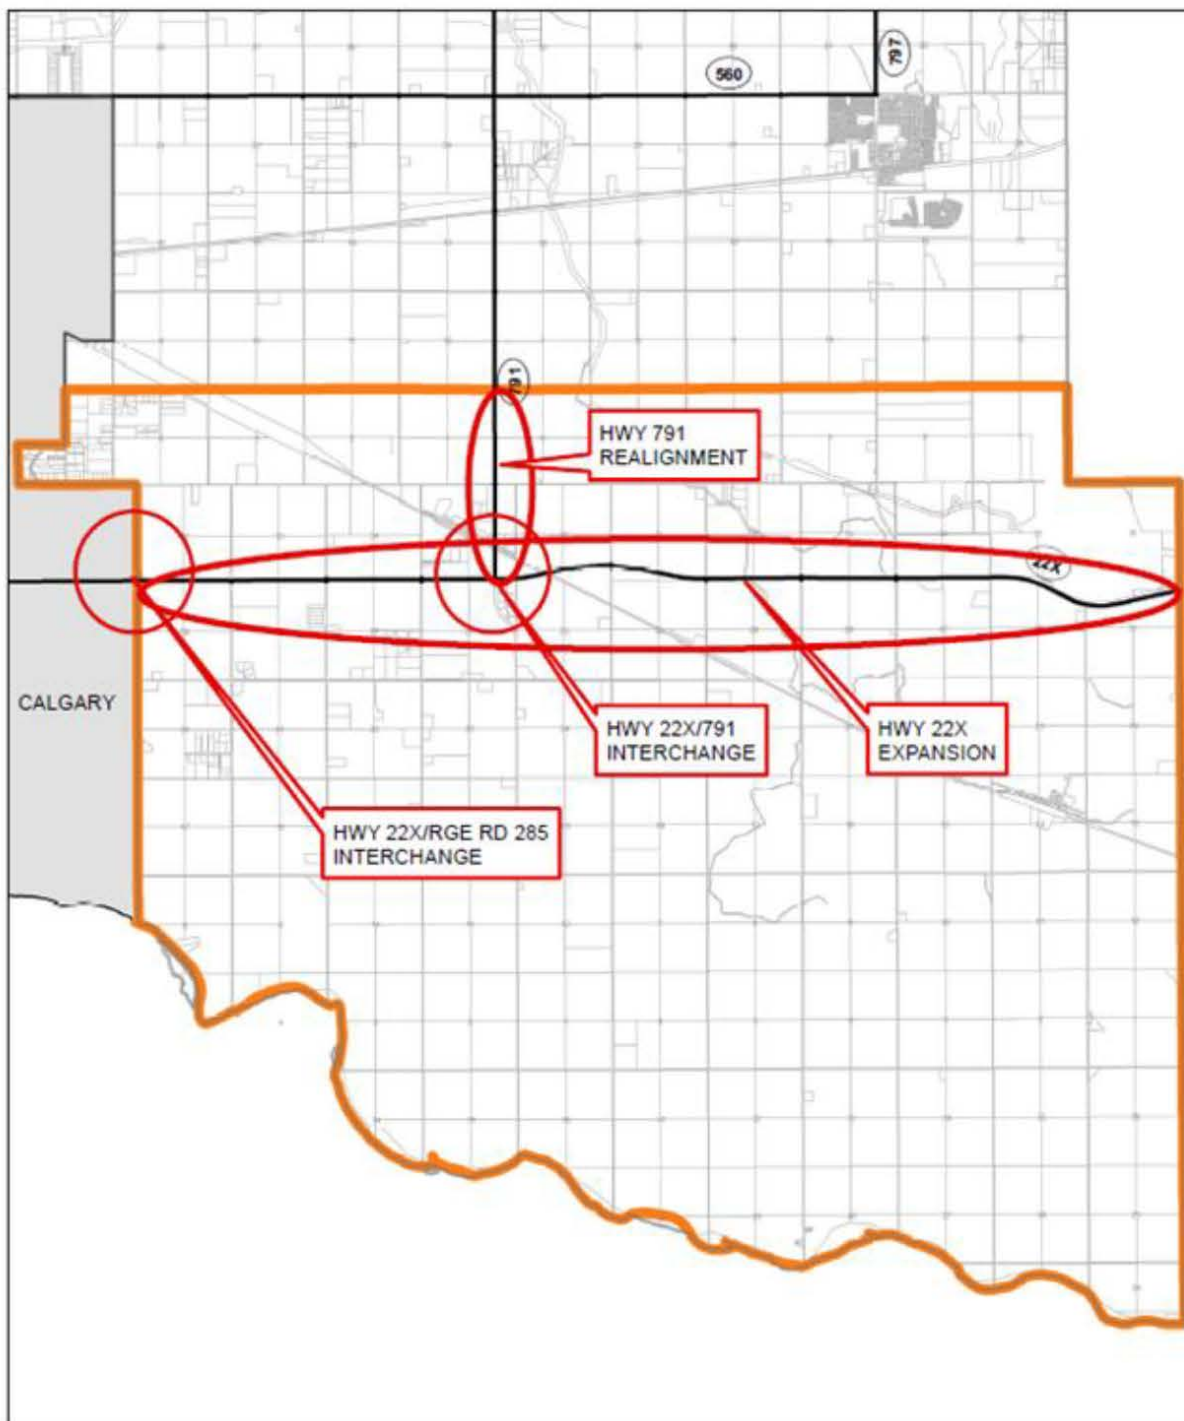 797
560
791
HWY 791
REALIGNMENT
22X
CALGARY
HWY 22X/791
INTERCHANGE
HWY 22X
EXPANSION
HWY 22X/RGE RD 285
INTERCHANGE